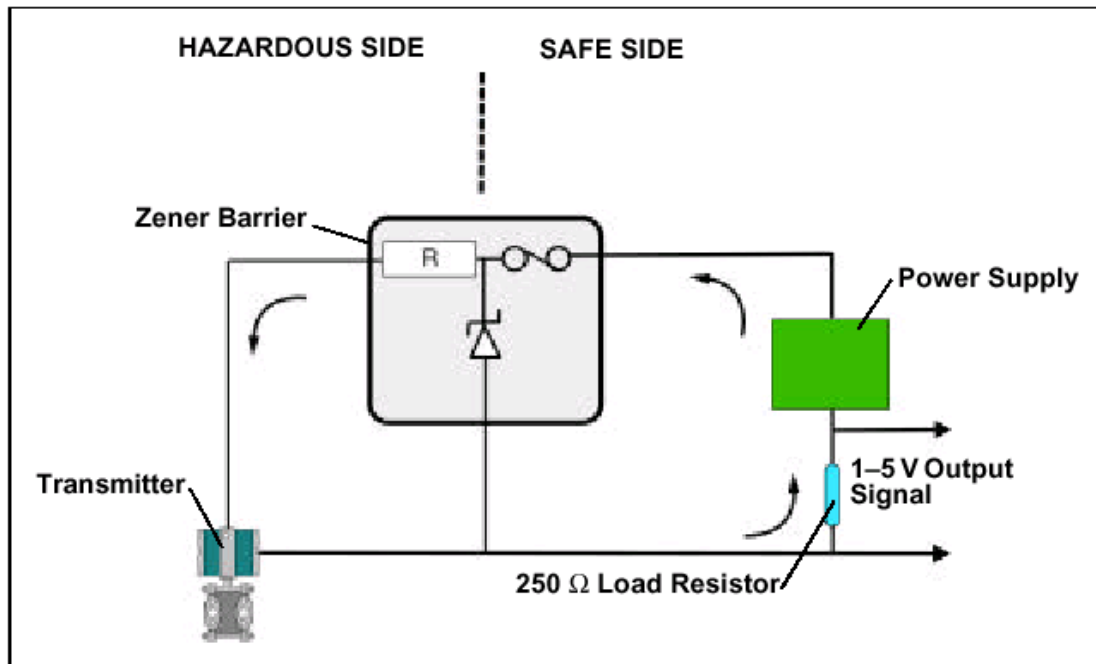 HAZARDOUS SIDE
SAFE SIDE
Zener Barrier
R
Power Supply
Transmitter
1–5 V Output
Signal
250 Ω Load Resistor